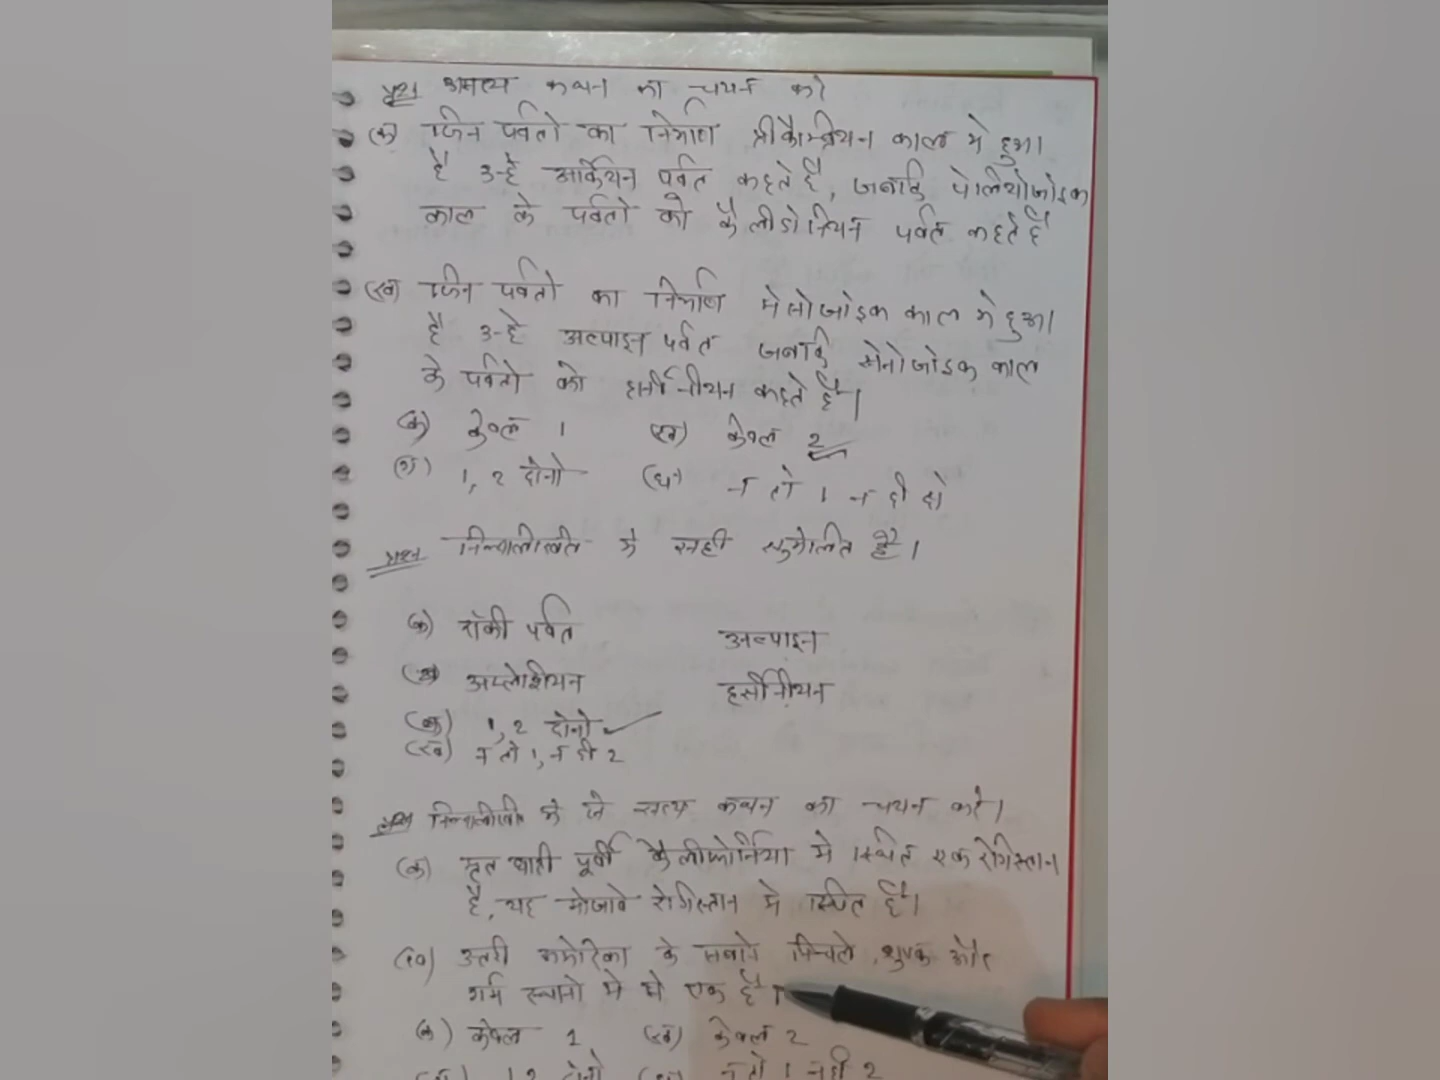 प्रश्न असत्य कथन का चयन करे
(क) जिन पर्वतो का निर्माण प्रीकैम्ब्रियन काल मे हुआ
है उन्हे आर्कियन पर्वत कहते है, जबकि पेलियोजोइक
काल के पर्वतो को कैलीडोनियन पर्वत कहते है
(ख) जिन पर्वतो का निर्माण मेसोजोइक काल मे हुआ
है उन्हे अल्पाइन पर्वत जबकि सेनोजोइक काल
के पर्वतो को हर्सीनीयन कहते है।
(क) केवल 1 (ख) केवल 2
(ग) 1, 2 दोनो (घ) न तो 1 न ही दो
प्रश्न निम्नलिखित मे सही सुमेलित है।
(क) रॉकी पर्वत अल्पाइन
(ख) अप्लेशियन हर्सीनीयन
(क) 1, 2 दोनो ✓
(ख) न तो 1, न ही 2
प्रश्न मे से सत्य कथन का चयन करे।
(क) मृत घाटी पूर्वी कैलीफोर्निया मे स्थित एक रेगिस्तान
है, यह मोजावे रेगिस्तान मे स्थित है।
(ख) उत्तरी अमेरिका के सबसे निचले, शुष्क और
गर्म स्थानो मे से एक है।
(क) केवल 1 (ख) केवल 2
1, 2 दोनो न तो 1 न ही 2